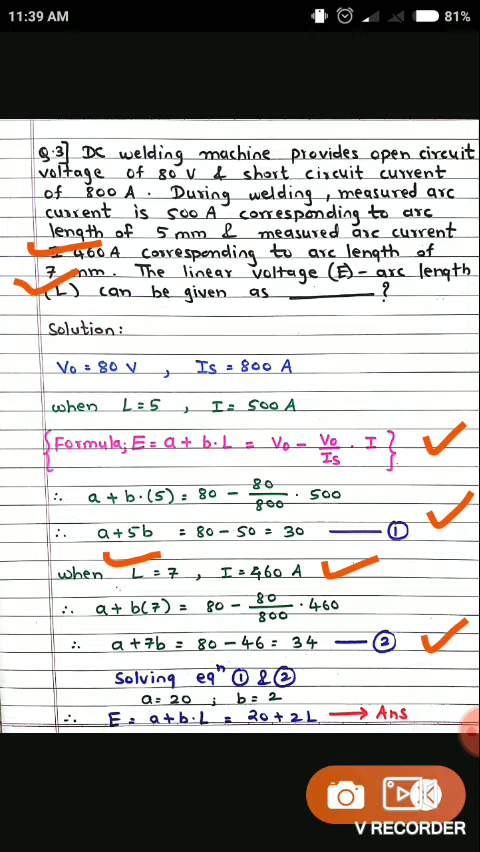 11:39 AM
81%
Q.3] DC welding machine provides open circuit
voltage of 80 V & short circuit current
of 800 A. During welding, measured arc
current is 500 A corresponding to arc
length of 5 mm & measured arc current
460 A corresponding to arc length of
7 mm. The linear voltage (E) - arc length
(L) can be given as ________ ?
Solution:
Vo = 80 V , Is = 800 A
when L = 5 , I = 500 A
{Formula; E = a + b·L = Vo - Vo/Is · I}
∴ a + b·(5) = 80 - 80/800 · 500
∴ a + 5b = 80 - 50 = 30 —— ①
when L = 7 , I = 460 A
∴ a + b(7) = 80 - 80/800 · 460
∴ a + 7b = 80 - 46 = 34 —— ②
Solving eqⁿ ① & ②
a = 20 ; b = 2
∴ E = a + b·L = 20 + 2L → Ans
V RECORDER